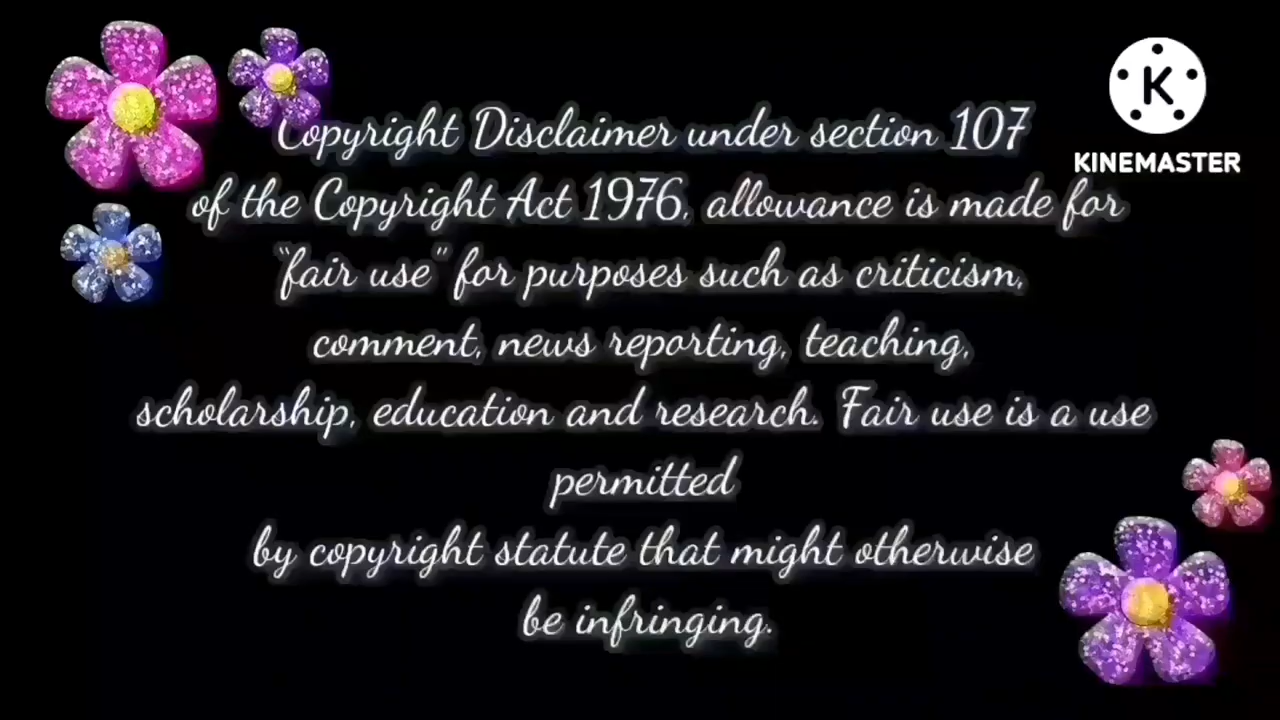 Copyright Disclaimer under section 107
of the Copyright Act 1976, allowance is made for
"fair use" for purposes such as criticism,
comment, news reporting, teaching,
scholarship, education and research. Fair use is a use
permitted
by copyright statute that might otherwise
be infringing.
K
KINEMASTER